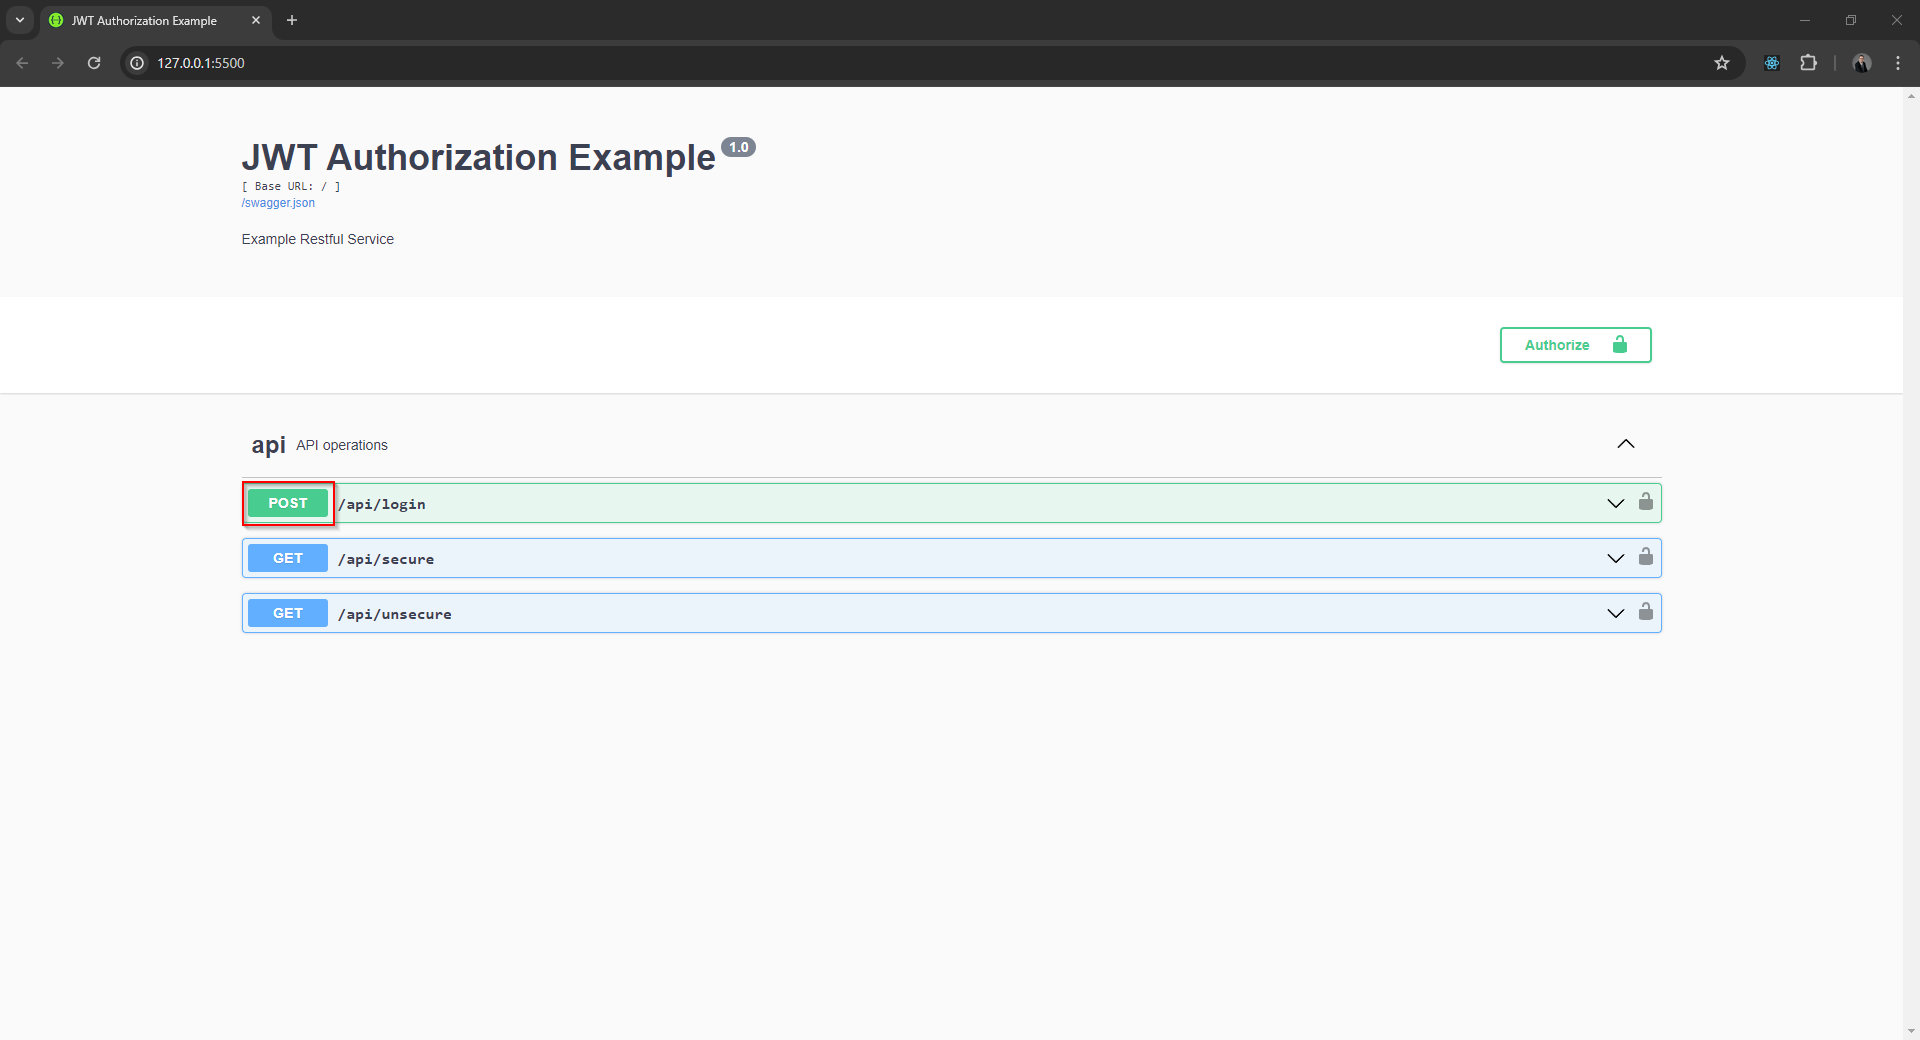 JWT Authorization Example
127.0.0.1:5500
JWT Authorization Example 1.0
[ Base URL: / ]
/swagger.json
Example Restful Service
Authorize
api API operations
POST /api/login
GET /api/secure
GET /api/unsecure